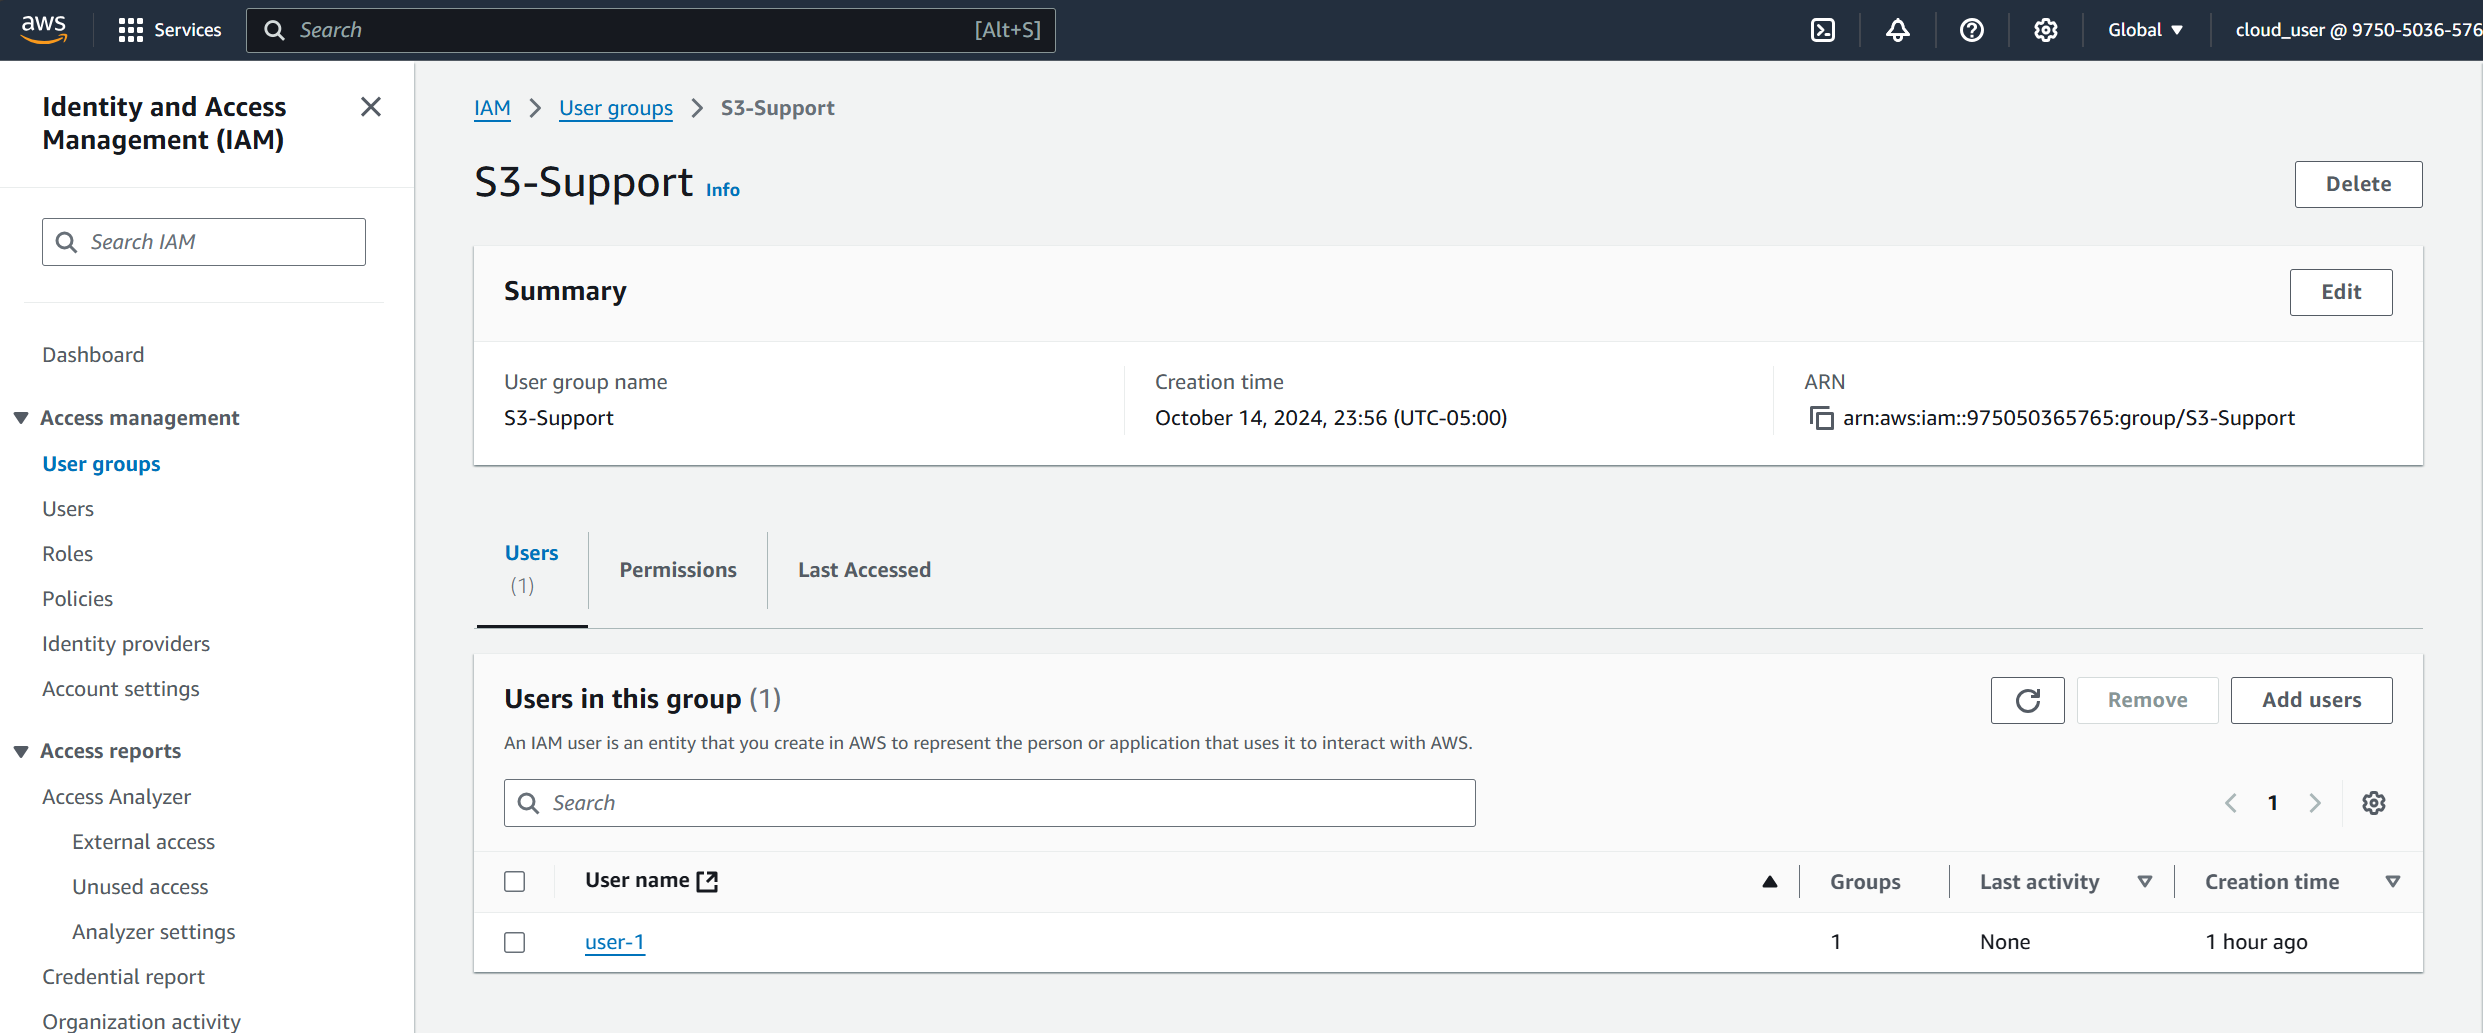 aws
Services
Search [Alt+S]
Global
cloud_user @ 9750-5036-576
Identity and Access
Management (IAM)
Search IAM
Dashboard
Access management
User groups
Users
Roles
Policies
Identity providers
Account settings
Access reports
Access Analyzer
External access
Unused access
Analyzer settings
Credential report
Organization activity
IAM > User groups > S3-Support
S3-Support Info
Delete
Summary
Edit
User group name
S3-Support
Creation time
October 14, 2024, 23:56 (UTC-05:00)
ARN
arn:aws:iam::975050365765:group/S3-Support
Users
(1)
Permissions
Last Accessed
Users in this group (1)
Remove
Add users
An IAM user is an entity that you create in AWS to represent the person or application that uses it to interact with AWS.
Search
1
User name Groups Last activity Creation time
user-1 1 None 1 hour ago